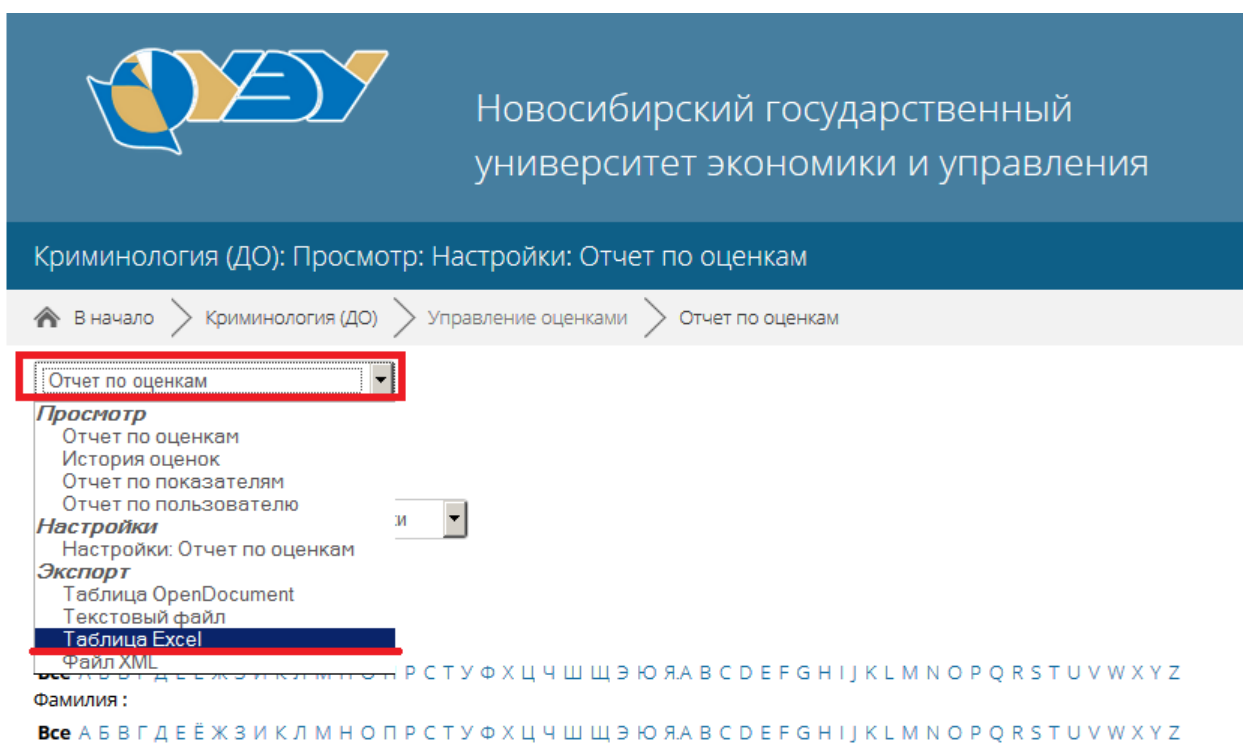 НГУЭУ
Новосибирский государственный
университет экономики и управления
Криминология (ДО): Просмотр: Настройки: Отчет по оценкам
В начало Криминология (ДО) Управление оценками Отчет по оценкам
Отчет по оценкам
Просмотр
Отчет по оценкам
История оценок
Отчет по показателям
Отчет по пользователю
Настройки
Настройки: Отчет по оценкам
Экспорт
Таблица OpenDocument
Текстовый файл
Таблица Excel
Файл XML
Все А Б В Г Д Е Ё Ж З И К Л М Н О П Р С Т У Ф Х Ц Ч Ш Щ Э Ю Я.A B C D E F G H I J K L M N O P Q R S T U V W X Y Z
Фамилия :
Все А Б В Г Д Е Ё Ж З И К Л М Н О П Р С Т У Ф Х Ц Ч Ш Щ Э Ю Я.A B C D E F G H I J K L M N O P Q R S T U V W X Y Z